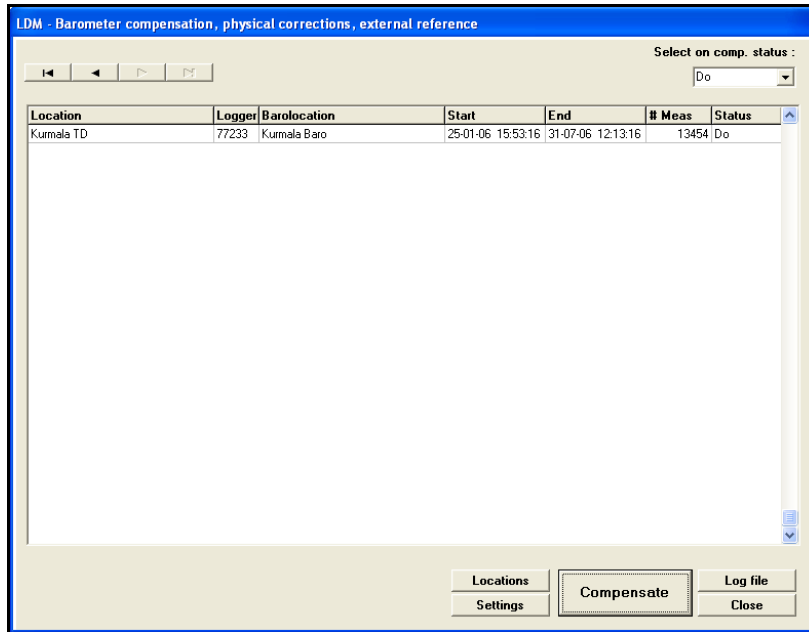 LDM - Barometer compensation, physical corrections, external reference
Select on comp. status :
Do
Location Logger Barolocation Start End # Meas Status
Kurmala TD 77233 Kurmala Baro 25-01-06 15:53:16 31-07-06 12:13:16 13454 Do
Locations Compensate Log file
Settings Close